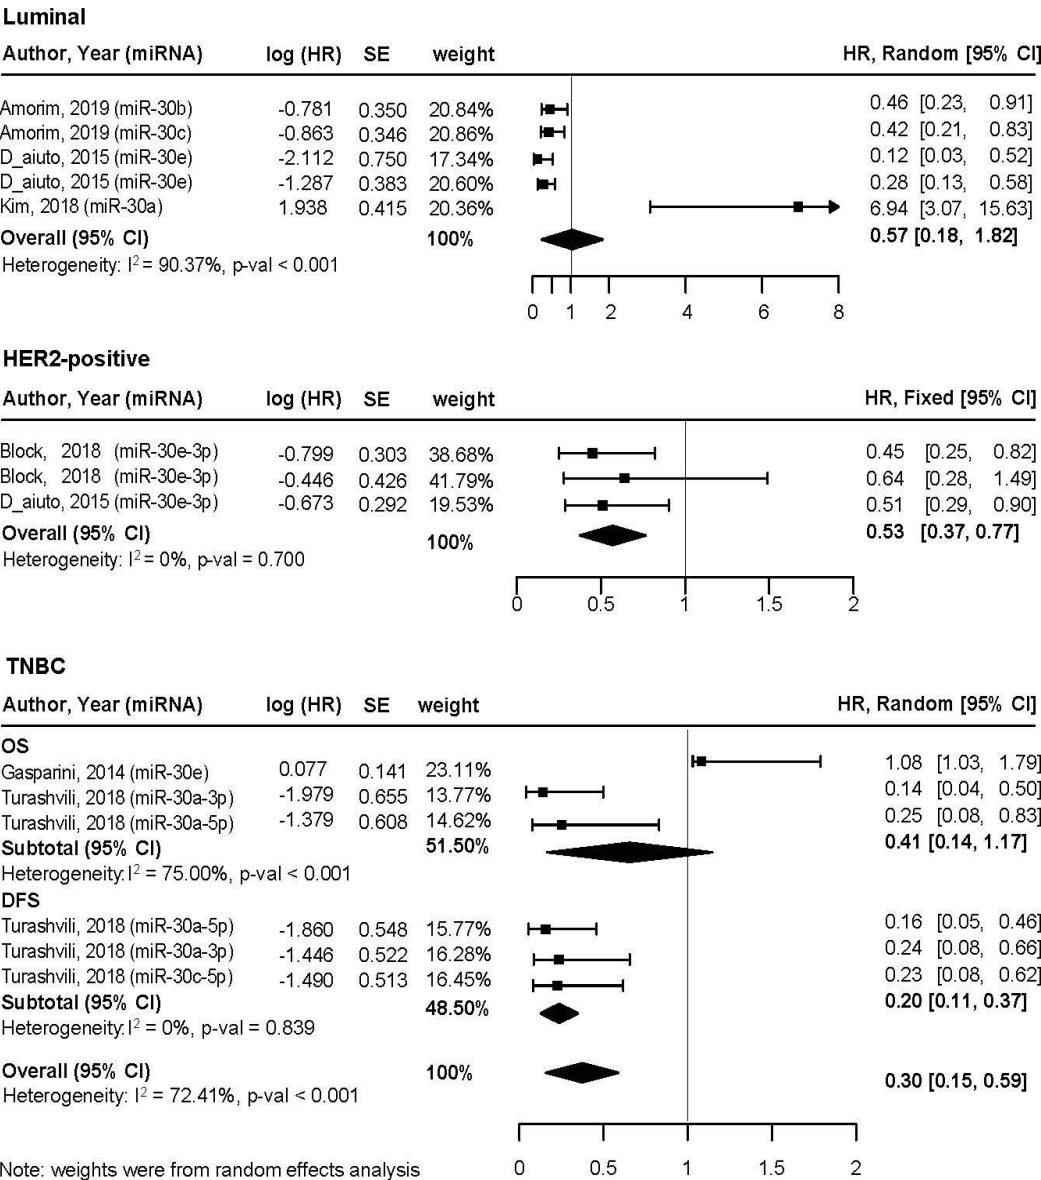 Luminal
Author, Year (miRNA) log (HR) SE weight HR, Random [95% CI]
Amorim, 2019 (miR-30b) -0.781 0.350 20.84% 0.46 [0.23, 0.91]
Amorim, 2019 (miR-30c) -0.863 0.346 20.86% 0.42 [0.21, 0.83]
D_aiuto, 2015 (miR-30e) -2.112 0.750 17.34% 0.12 [0.03, 0.52]
D_aiuto, 2015 (miR-30e) -1.287 0.383 20.60% 0.28 [0.13, 0.58]
Kim, 2018 (miR-30a) 1.938 0.415 20.36% 6.94 [3.07, 15.63]
Overall (95% CI) 100% 0.57 [0.18, 1.82]
Heterogeneity: I² = 90.37%, p-val < 0.001
0 1 2 4 6 8
HER2-positive
Author, Year (miRNA) log (HR) SE weight HR, Fixed [95% CI]
Block, 2018 (miR-30e-3p) -0.799 0.303 38.68% 0.45 [0.25, 0.82]
Block, 2018 (miR-30e-3p) -0.446 0.426 41.79% 0.64 [0.28, 1.49]
D_aiuto, 2015 (miR-30e-3p) -0.673 0.292 19.53% 0.51 [0.29, 0.90]
Overall (95% CI) 100% 0.53 [0.37, 0.77]
Heterogeneity: I² = 0%, p-val = 0.700
0 0.5 1 1.5 2
TNBC
Author, Year (miRNA) log (HR) SE weight HR, Random [95% CI]
OS
Gasparini, 2014 (miR-30e) 0.077 0.141 23.11% 1.08 [1.03, 1.79]
Turashvili, 2018 (miR-30a-3p) -1.979 0.655 13.77% 0.14 [0.04, 0.50]
Turashvili, 2018 (miR-30a-5p) -1.379 0.608 14.62% 0.25 [0.08, 0.83]
Subtotal (95% CI) 51.50% 0.41 [0.14, 1.17]
Heterogeneity: I² = 75.00%, p-val < 0.001
DFS
Turashvili, 2018 (miR-30a-5p) -1.860 0.548 15.77% 0.16 [0.05, 0.46]
Turashvili, 2018 (miR-30a-3p) -1.446 0.522 16.28% 0.24 [0.08, 0.66]
Turashvili, 2018 (miR-30c-5p) -1.490 0.513 16.45% 0.23 [0.08, 0.62]
Subtotal (95% CI) 48.50% 0.20 [0.11, 0.37]
Heterogeneity: I² = 0%, p-val = 0.839
Overall (95% CI) 100% 0.30 [0.15, 0.59]
Heterogeneity: I² = 72.41%, p-val < 0.001
0 0.5 1 1.5 2
Note: weights were from random effects analysis